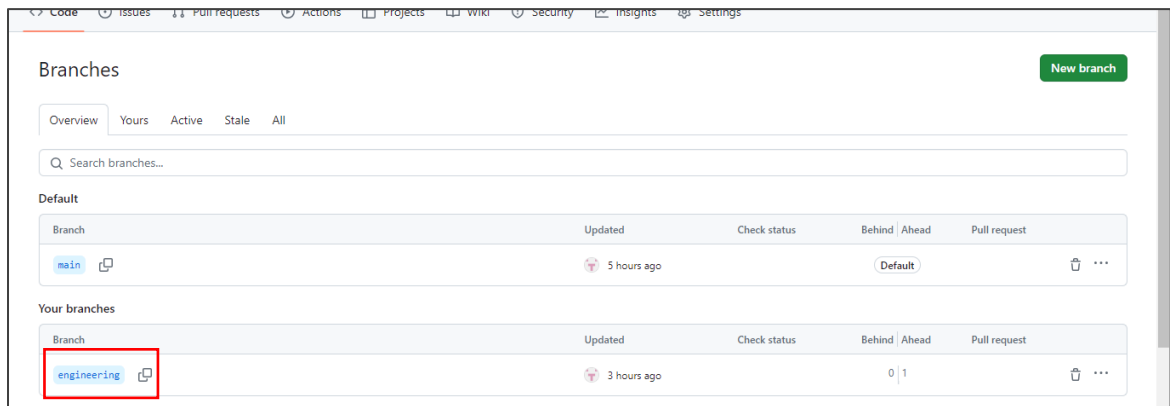 Code Issues Pull requests Actions Projects Wiki Security Insights Settings
Branches
New branch
Overview Yours Active Stale All
Search branches...
Default
Branch Updated Check status Behind Ahead Pull request
main 5 hours ago Default
Your branches
Branch Updated Check status Behind Ahead Pull request
engineering 3 hours ago 0 1